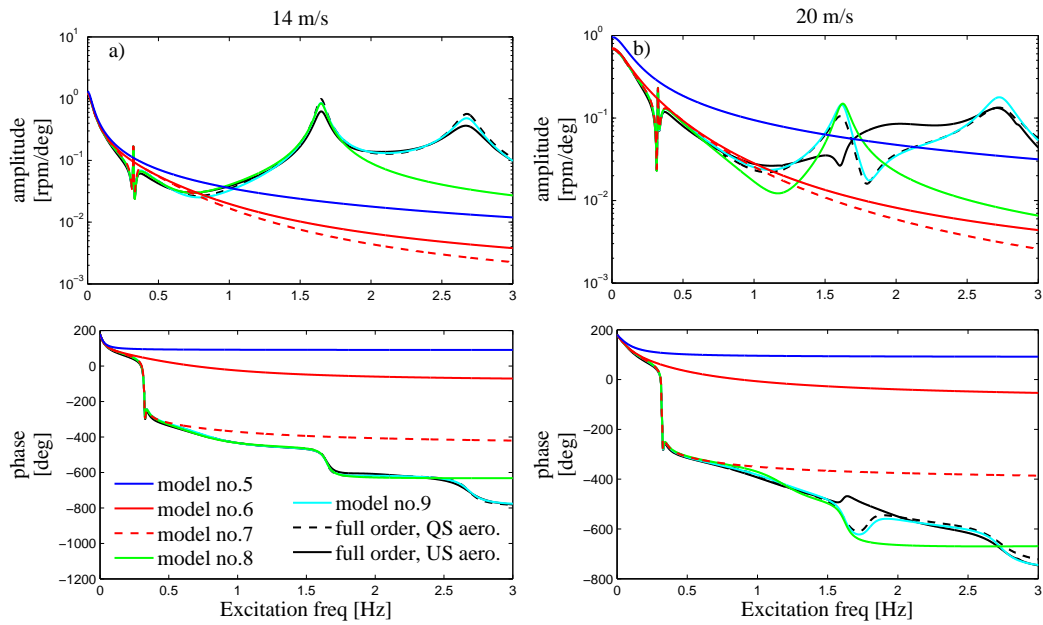 14 m/s
20 m/s
a)
b)
amplitude
[rpm/deg]
10^1
10^0
10^-1
10^-2
10^-3
0 0.5 1 1.5 2 2.5 3
amplitude
[rpm/deg]
10^0
10^-1
10^-2
10^-3
0 0.5 1 1.5 2 2.5 3
phase
[deg]
200
0
−200
−400
−600
−800
−1000
−1200
model no.5
model no.6
model no.7
model no.8
model no.9
full order, QS aero.
full order, US aero.
0 0.5 1 1.5 2 2.5 3
Excitation freq [Hz]
phase
[deg]
200
0
−200
−400
−600
−800
0 0.5 1 1.5 2 2.5 3
Excitation freq [Hz]